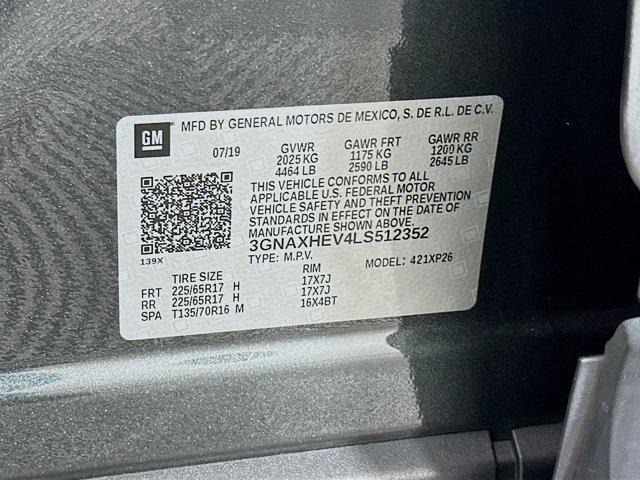 GM MFD BY GENERAL MOTORS DE MEXICO, S. DE R.L. DE C.V.
07/19 GVWR GAWR FRT GAWR RR
2025 KG 1175 KG 1200 KG
4464 LB 2590 LB 2645 LB
THIS VEHICLE CONFORMS TO ALL
APPLICABLE U.S. FEDERAL MOTOR
VEHICLE SAFETY AND THEFT PREVENTION
STANDARDS IN EFFECT ON THE DATE OF
MANUFACTURE SHOWN ABOVE.
3GNAXHEV4LS512352
139X TYPE: M.P.V. MODEL: 421XP26
TIRE SIZE RIM
FRT 225/65R17 H 17X7J
RR 225/65R17 H 17X7J
SPA T135/70R16 M 16X4BT